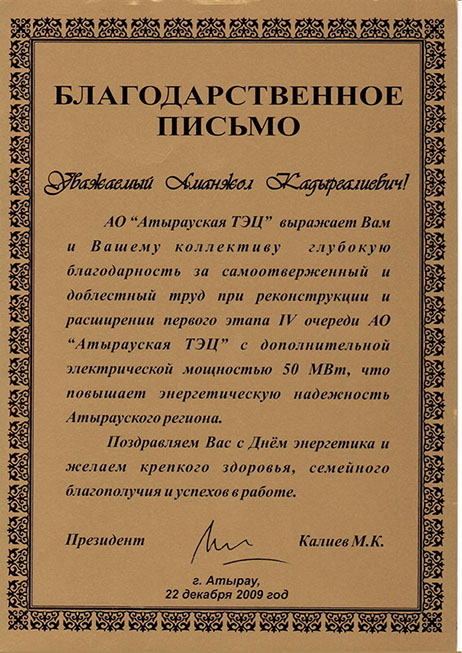 БЛАГОДАРСТВЕННОЕ
ПИСЬМО
Уважаемый Аманжол Кадыргалиевич!
АО “Атырауская ТЭЦ” выражает Вам
и Вашему коллективу глубокую
благодарность за самоотверженный и
доблестный труд при реконструкции и
расширении первого этапа IV очереди АО
“Атырауская ТЭЦ” с дополнительной
электрической мощностью 50 МВт, что
повышает энергетическую надежность
Атырауского региона.
Поздравляем Вас с Днём энергетика и
желаем крепкого здоровья, семейного
благополучия и успехов в работе.
Президент Калиев М.К.
г. Атырау,
22 декабря 2009 год